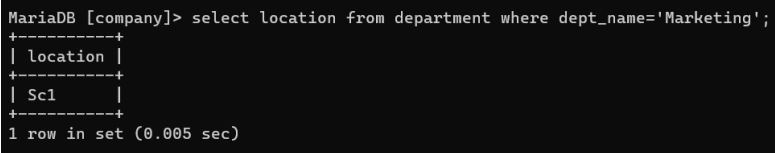 MariaDB [company]> select location from department where dept_name='Marketing';
+----------+
| location |
+----------+
| Sc1      |
+----------+
1 row in set (0.005 sec)